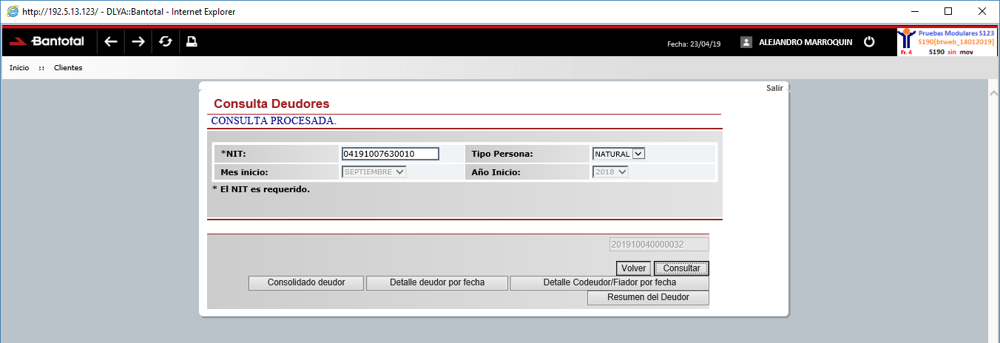 http://192.5.13.123/ - DLYA::Bantotal - Internet Explorer
Bantotal
Fecha: 23/04/19
ALEJANDRO MARROQUIN
Pruebas Modulares S123
S190[btweb_14012019]
Fr. 4 S190 sin mov
Inicio :: Clientes
Salir
Consulta Deudores
CONSULTA PROCESADA.
*NIT: 04191007630010 Tipo Persona: NATURAL
Mes inicio: SEPTIEMBRE Año Inicio: 2018
* El NIT es requerido.
201910040000032
Volver Consultar
Consolidado deudor Detalle deudor por fecha Detalle Codeudor/Fiador por fecha
Resumen del Deudor